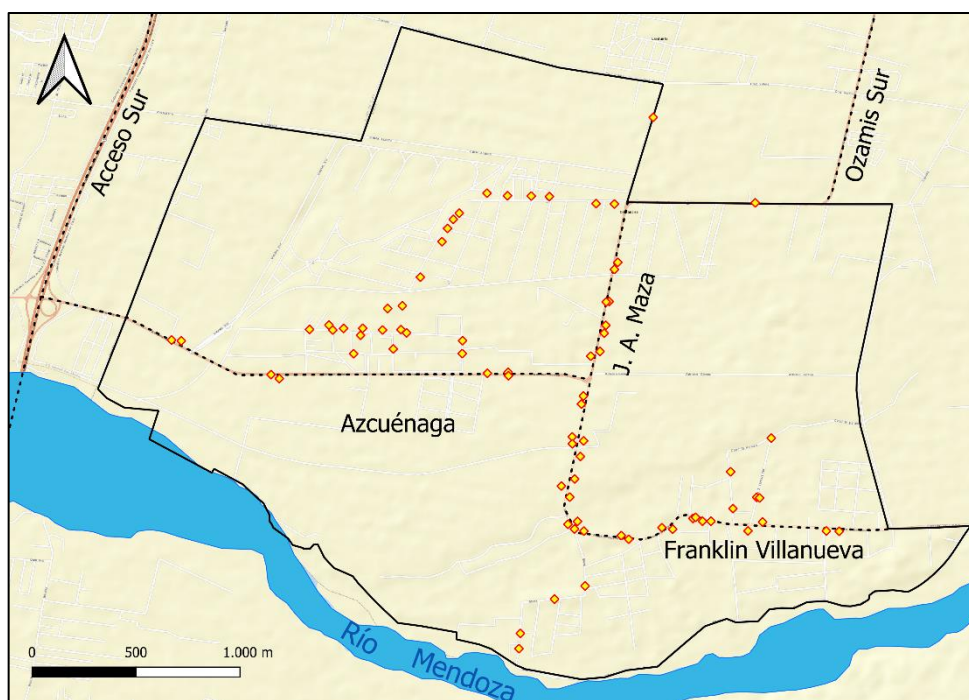 Acceso Sur
Ozamis Sur
J. A. Maza
Azcuénaga
Franklin Villanueva
Río Mendoza
0 500 1.000 m